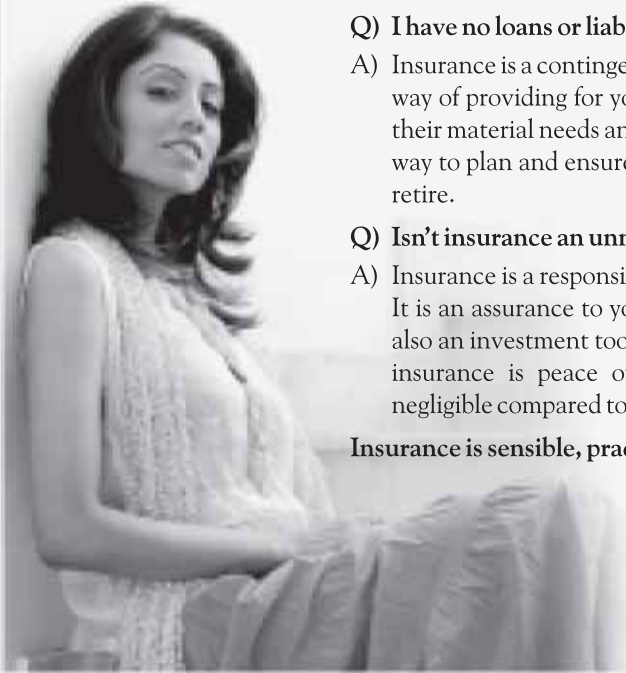 Q) I have no loans or liab
A) Insurance is a continge
way of providing for yo
their material needs an
way to plan and ensure
retire.
Q) Isn't insurance an unn
A) Insurance is a responsi
It is an assurance to yo
also an investment too
insurance is peace o
negligible compared to
Insurance is sensible, prac